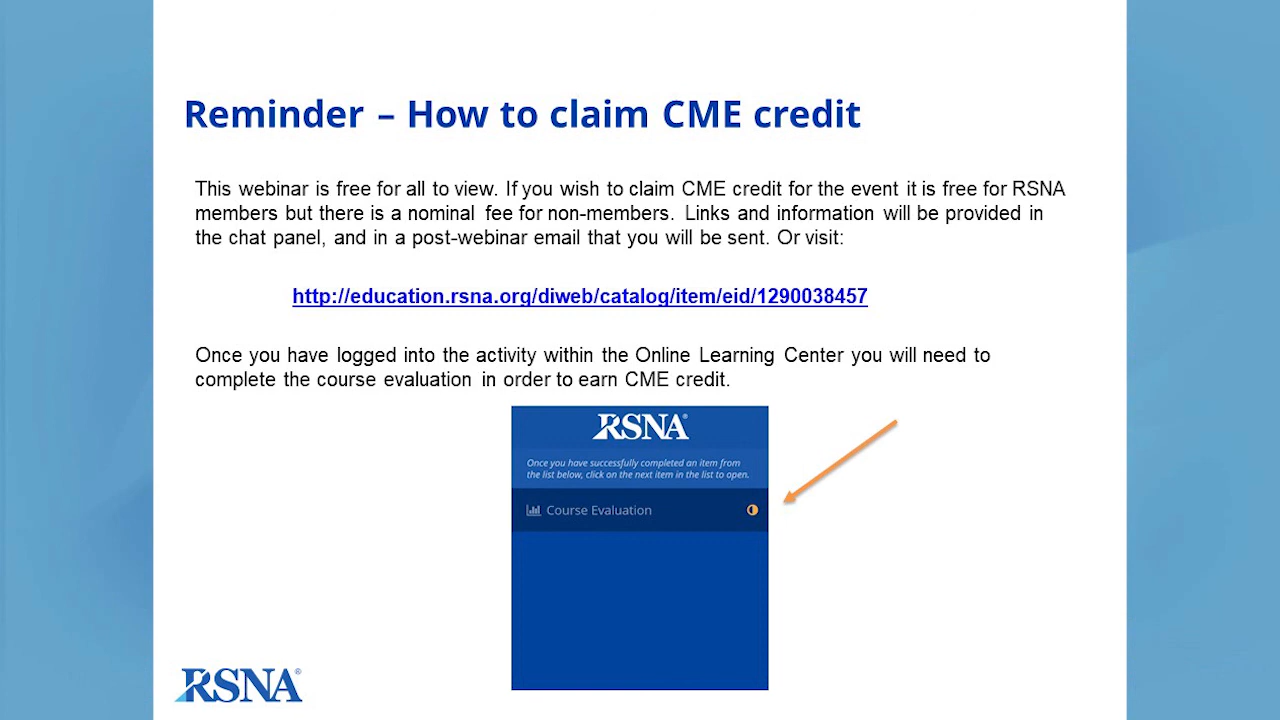 Reminder – How to claim CME credit
This webinar is free for all to view. If you wish to claim CME credit for the event it is free for RSNA
members but there is a nominal fee for non-members. Links and information will be provided in
the chat panel, and in a post-webinar email that you will be sent. Or visit:
http://education.rsna.org/diweb/catalog/item/eid/1290038457
Once you have logged into the activity within the Online Learning Center you will need to
complete the course evaluation in order to earn CME credit.
RSNA®
Once you have successfully completed an item from
the list below, click on the next item in the list to open.
Course Evaluation
RSNA®